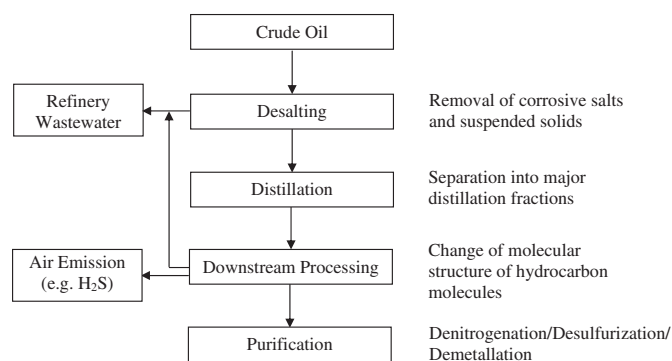 Crude Oil
Refinery
Wastewater
Desalting
Removal of corrosive salts
and suspended solids
Distillation
Separation into major
distillation fractions
Air Emission
(e.g. H₂S)
Downstream Processing
Change of molecular
structure of hydrocarbon
molecules
Purification
Denitrogenation/Desulfurization/
Demetallation